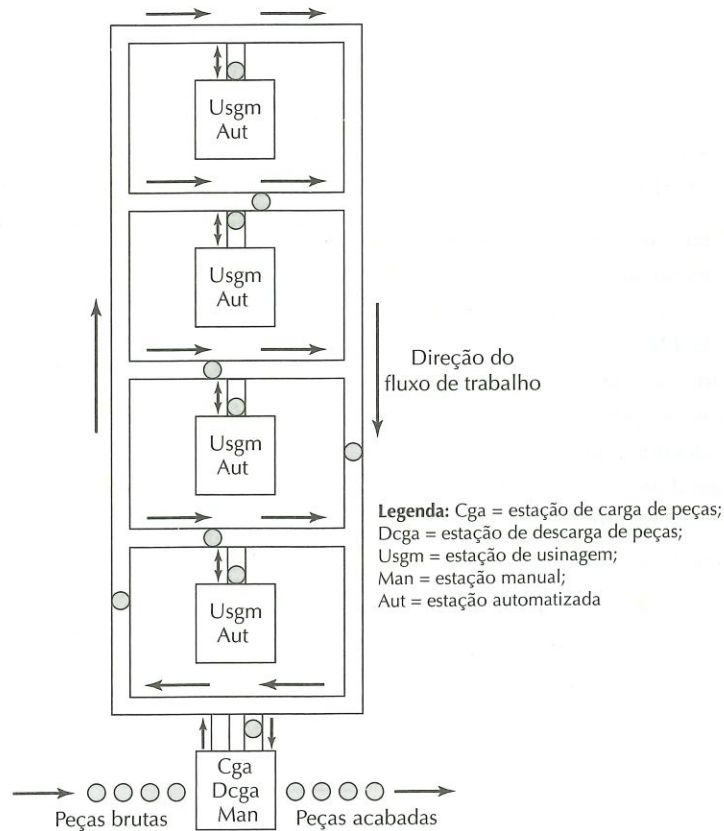 Usgm
Aut
Usgm
Aut
Direção do
fluxo de trabalho
Usgm
Aut
Legenda: Cga = estação de carga de peças;
Dcga = estação de descarga de peças;
Usgm = estação de usinagem;
Man = estação manual;
Aut = estação automatizada
Usgm
Aut
Cga
Dcga
Man
Peças brutas
Peças acabadas